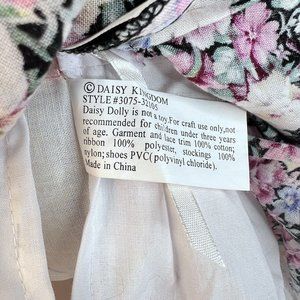 © DAISY KINGDOM
STYLE#3075-32105
Daisy Dolly is not a toy.For craft use only,not
recommended for children under three years
of age. Garment and lace trim 100% cotton;
ribbon 100% polyester, stockings 100%
nylon; shoes PVC(polyvinyl chloride).
Made in China